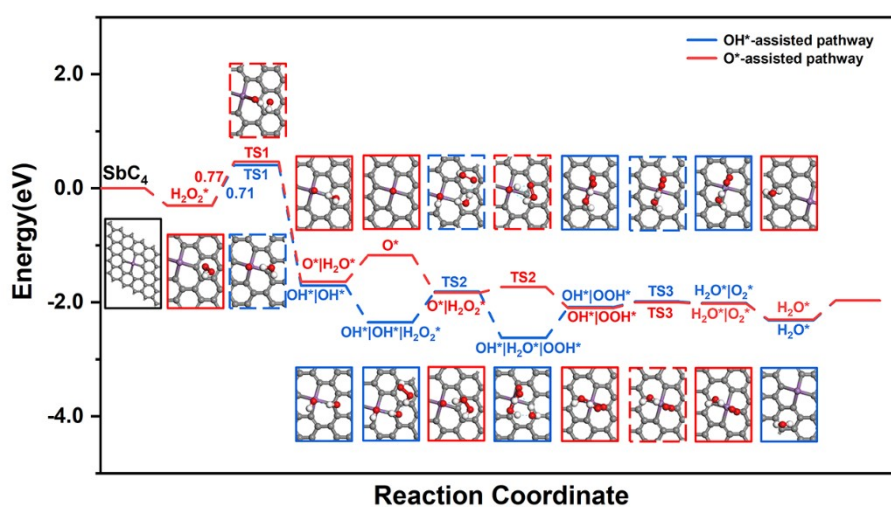 OH*-assisted pathway
O*-assisted pathway
2.0
0.0
-2.0
-4.0
Energy(eV)
SbC₄
H₂O₂*
0.77
0.71
TS1
TS1
O*|H₂O*
OH*|OH*
O*
OH*|OH*|H₂O₂*
TS2
O*|H₂O₂*
TS2
OH*|H₂O*|OOH*
OH*|OOH*
OH*|OOH*
TS3
TS3
H₂O*|O₂*
H₂O*|O₂*
H₂O*
H₂O*
Reaction Coordinate